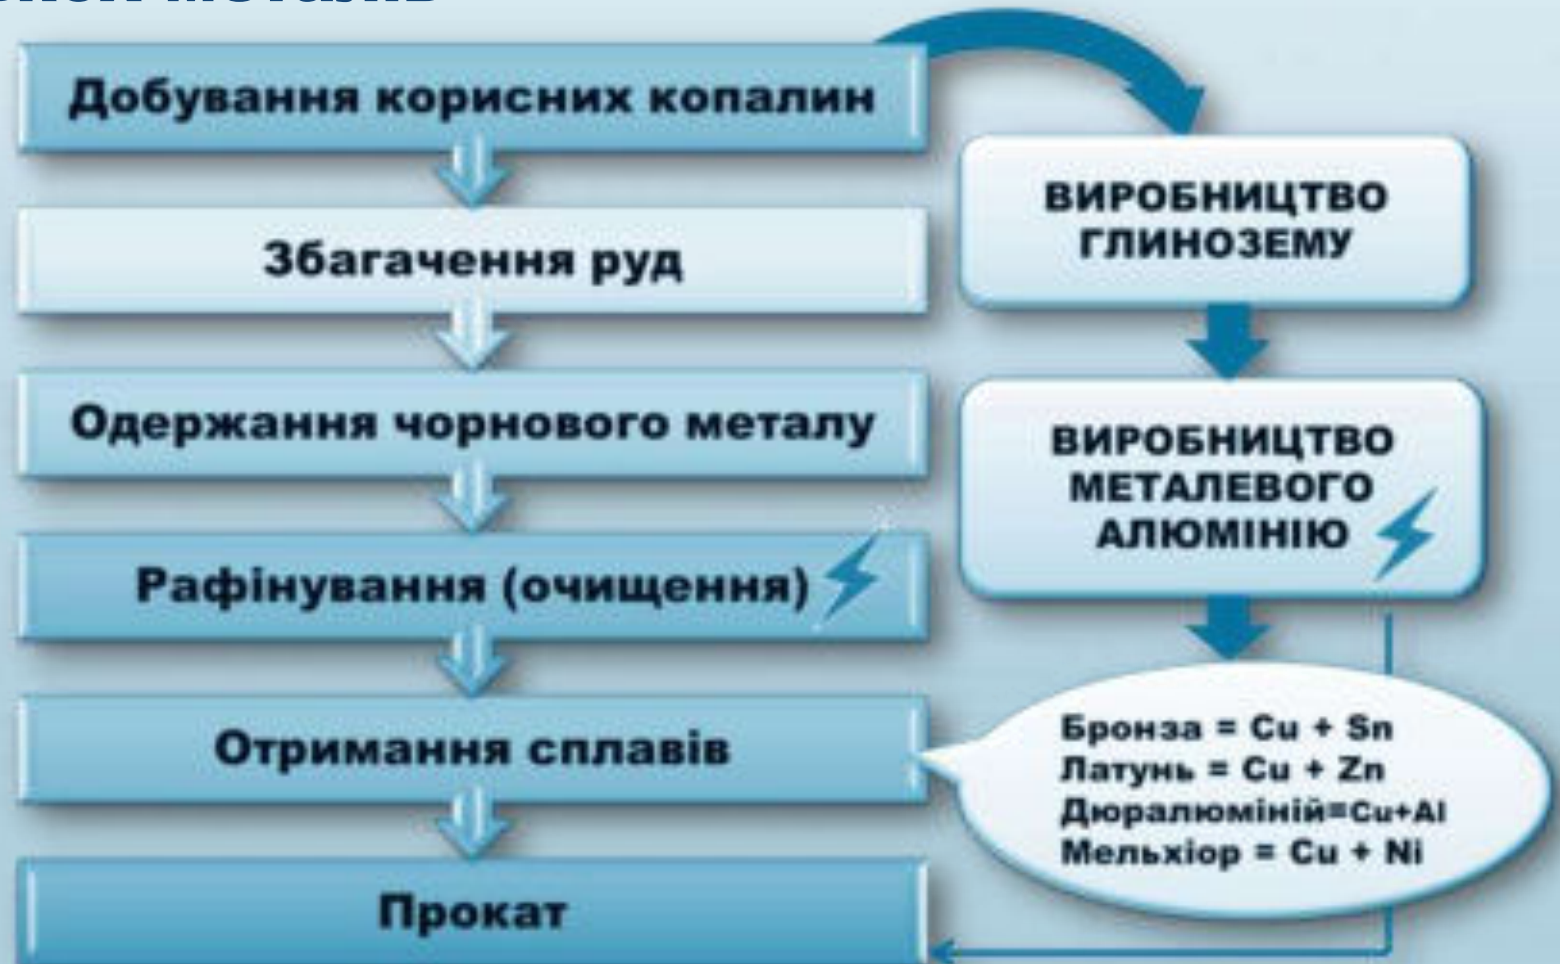 Добування корисних копалин
Збагачення руд
Одержання чорнового металу
Рафінування (очищення)
Отримання сплавів
Прокат
ВИРОБНИЦТВО
ГЛИНОЗЕМУ
ВИРОБНИЦТВО
МЕТАЛЕВОГО
АЛЮМІНІЮ
Бронза = Cu + Sn
Латунь = Cu + Zn
Дюралюміній=Cu+Al
Мельхіор = Cu + Ni